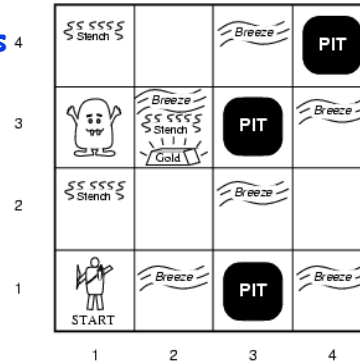 s
4
Stench
Breeze
PIT
3
Breeze
Stench
Gold
PIT
Breeze
2
Stench
Breeze
1
START
Breeze
PIT
Breeze
1 2 3 4